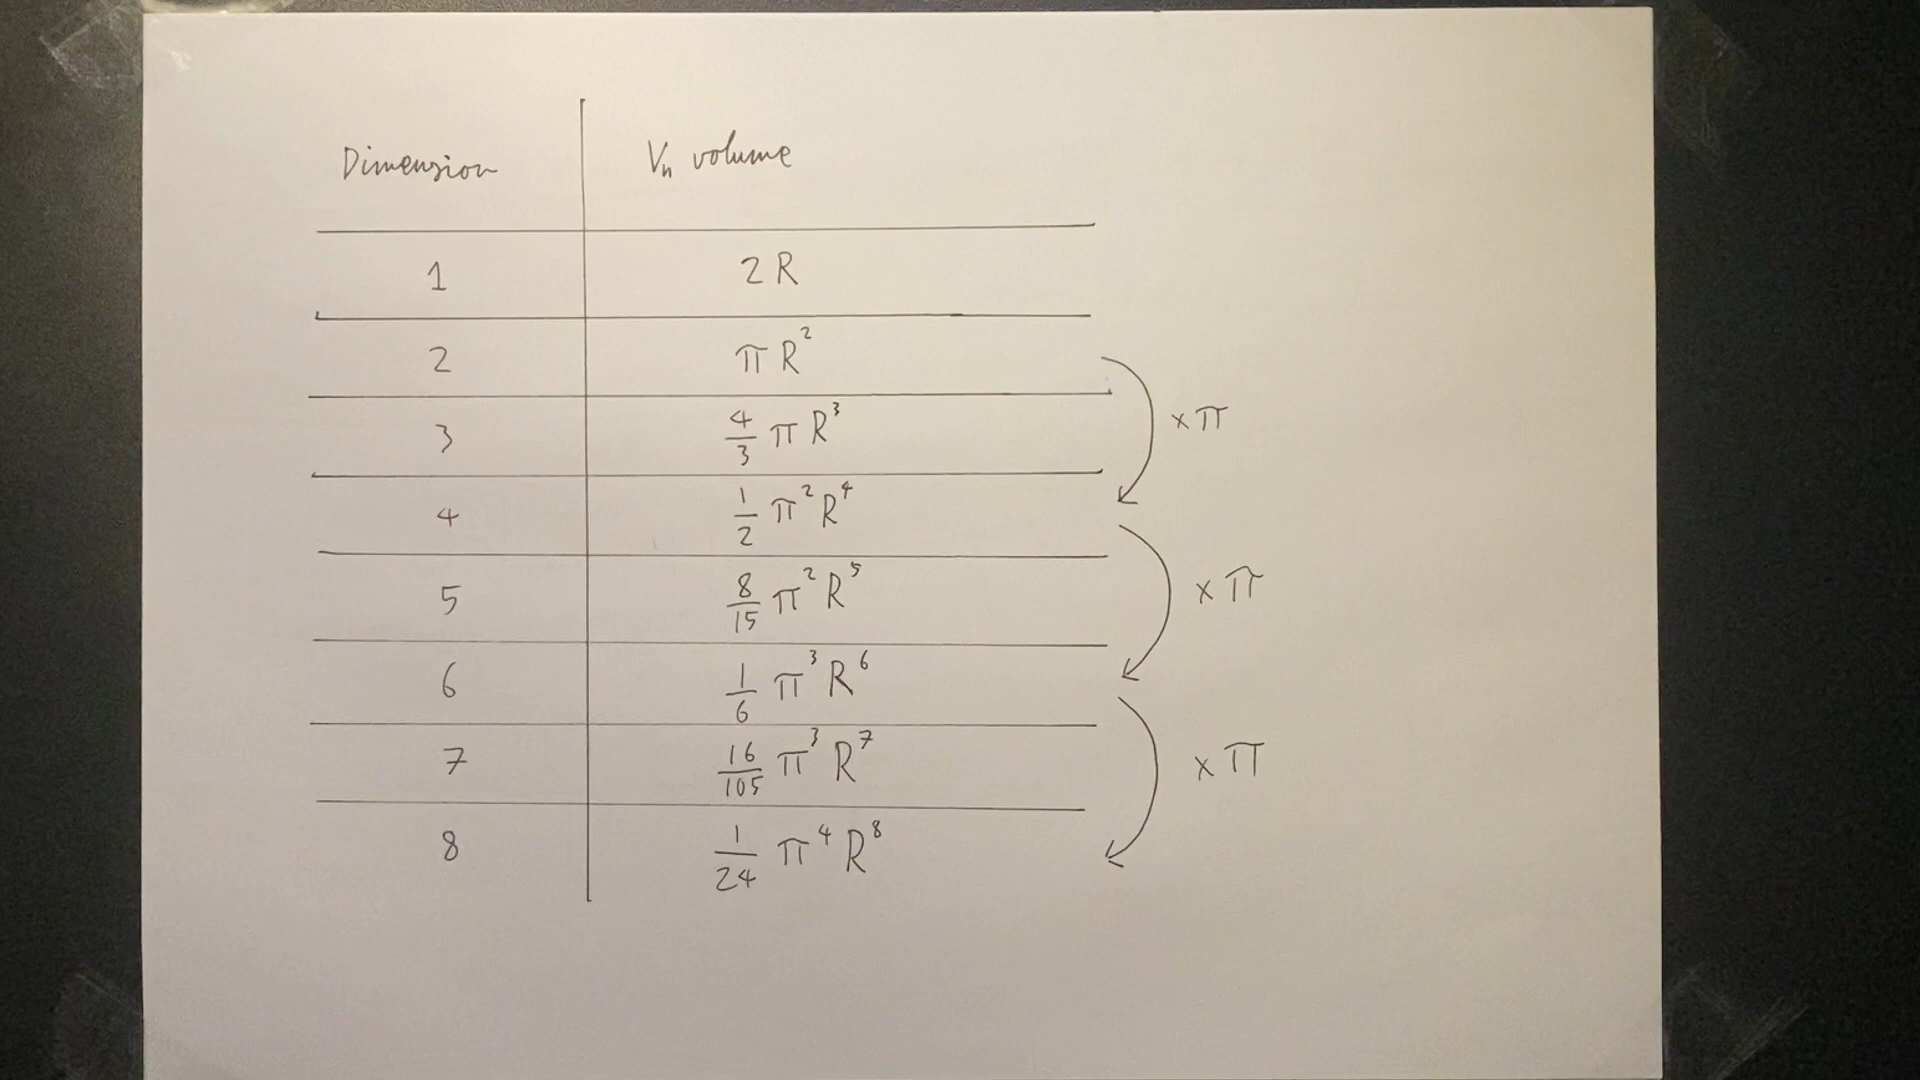 Dimension Vₙ volume
1 2R
2 πR²
3 4/3 πR³
× π
4 1/2 π²R⁴
5 8/15 π²R⁵
× π
6 1/6 π³R⁶
7 16/105 π³R⁷
× π
8 1/24 π⁴R⁸